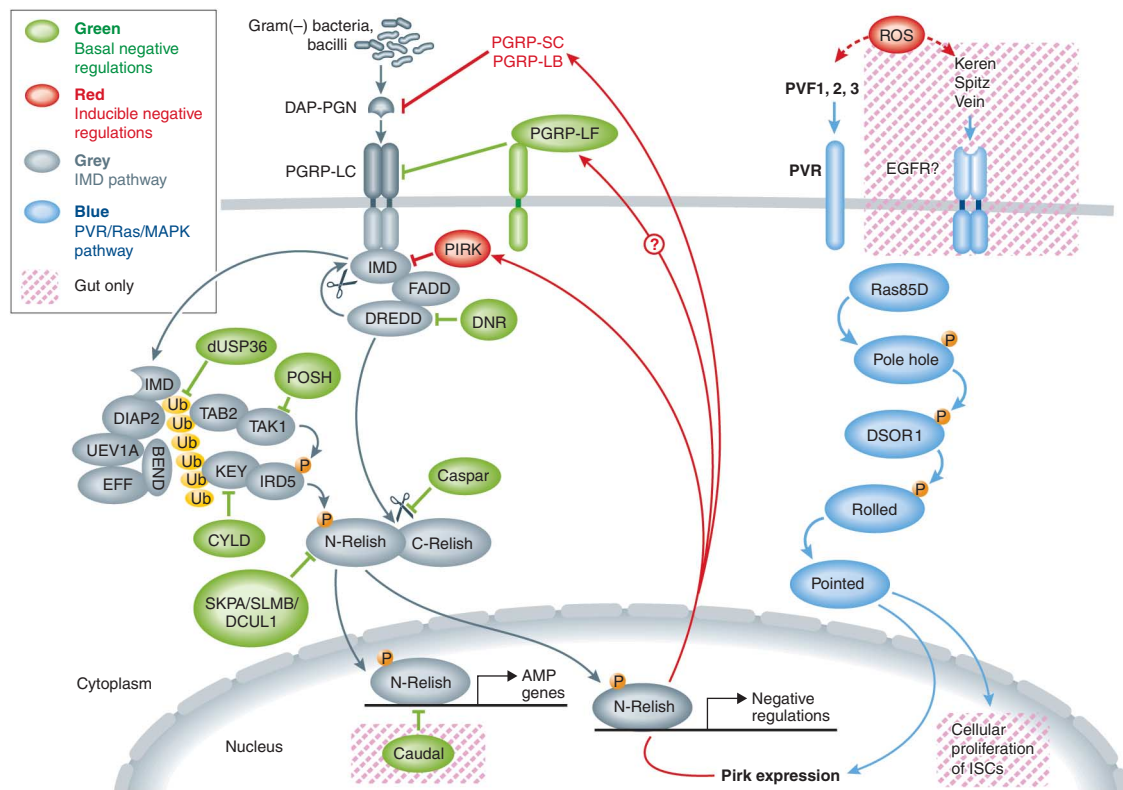 Green
Basal negative
regulations
Red
Inducible negative
regulations
Grey
IMD pathway
Blue
PVR/Ras/MAPK
pathway
Gut only
Gram(–) bacteria,
bacilli
DAP-PGN
PGRP-LC
PGRP-SC
PGRP-LB
PGRP-LF
ROS
PVF1, 2, 3
Keren
Spitz
Vein
PVR
EGFR?
?
IMD
PIRK
FADD
DREDD
DNR
dUSP36
POSH
IMD
DIAP2
UEV1A
EFF
BEND
Ub
Ub
Ub
Ub
Ub
TAB2
TAK1
KEY
IRD5
P
CYLD
Caspar
P
N-Relish
C-Relish
SKPA/SLMB/
DCUL1
Ras85D
Pole hole
P
DSOR1
P
Rolled
P
Pointed
Cytoplasm
Nucleus
P
N-Relish
AMP
genes
Caudal
P
N-Relish
Negative
regulations
Pirk expression
Cellular
proliferation
of ISCs